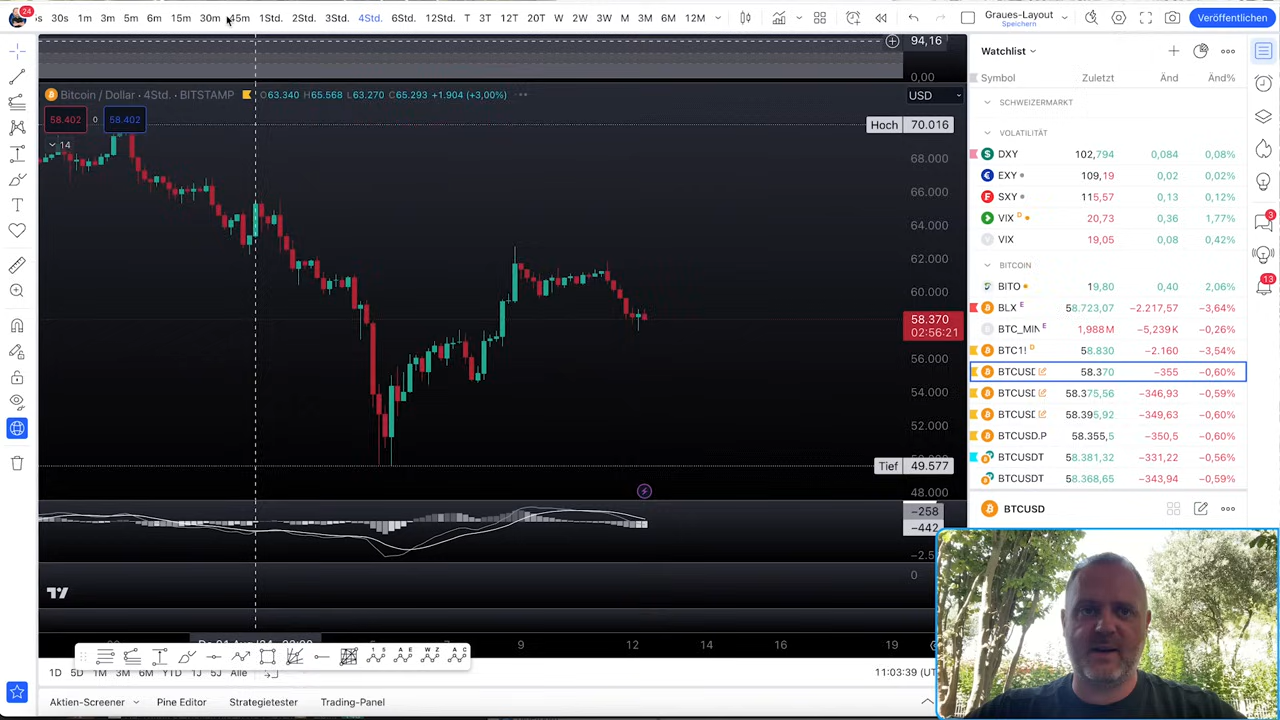 24
s 30s 1m 3m 5m 6m 15m 30m 45m 1Std. 2Std. 3Std. 4Std. 6Std. 12Std. T 3T 12T 20T W 2W 3W M 3M 6M 12M
Graues-Layout
Speichern
Veröffentlichen
94,16
0,00
Bitcoin / Dollar · 4Std. · BITSTAMP
63.340 H65.568 L63.270 C65.293 +1.904 (+3,00%)
USD
58.402 0 58.402
14
Hoch 70.016
68.000
66.000
64.000
62.000
60.000
58.370
02:56:21
56.000
54.000
52.000
Tief 49.577
48.000
−258
−442
0
5 9 12 14 16 19
1D 5D 1M 3M 6M YTD 1J 5J Alle
11:03:39
Aktien-Screener Pine Editor Strategietester Trading-Panel
Watchlist
Symbol Zuletzt Änd Änd%
SCHWEIZERMARKT
VOLATILITÄT
DXY 102,794 0,084 0,08%
EXY 109,19 0,02 0,02%
SXY 115,57 0,13 0,12%
VIX D 20,73 0,36 1,77%
VIX 19,05 0,08 0,42%
BITCOIN
BITO 19,80 0,40 2,06%
BLX E 58.723,07 −2.217,57 −3,64%
BTC_MIN E 1,988M −5,239K −0,26%
BTC1! D 58.830 −2.160 −3,54%
BTCUSD 58.370 −355 −0,60%
BTCUSD 58.375,56 −346,93 −0,59%
BTCUSD 58.395,92 −349,63 −0,60%
BTCUSD.P 58.355,5 −350,5 −0,60%
BTCUSDT 58.381,32 −331,22 −0,56%
BTCUSDT 58.368,65 −343,94 −0,59%
BTCUSD
3
13